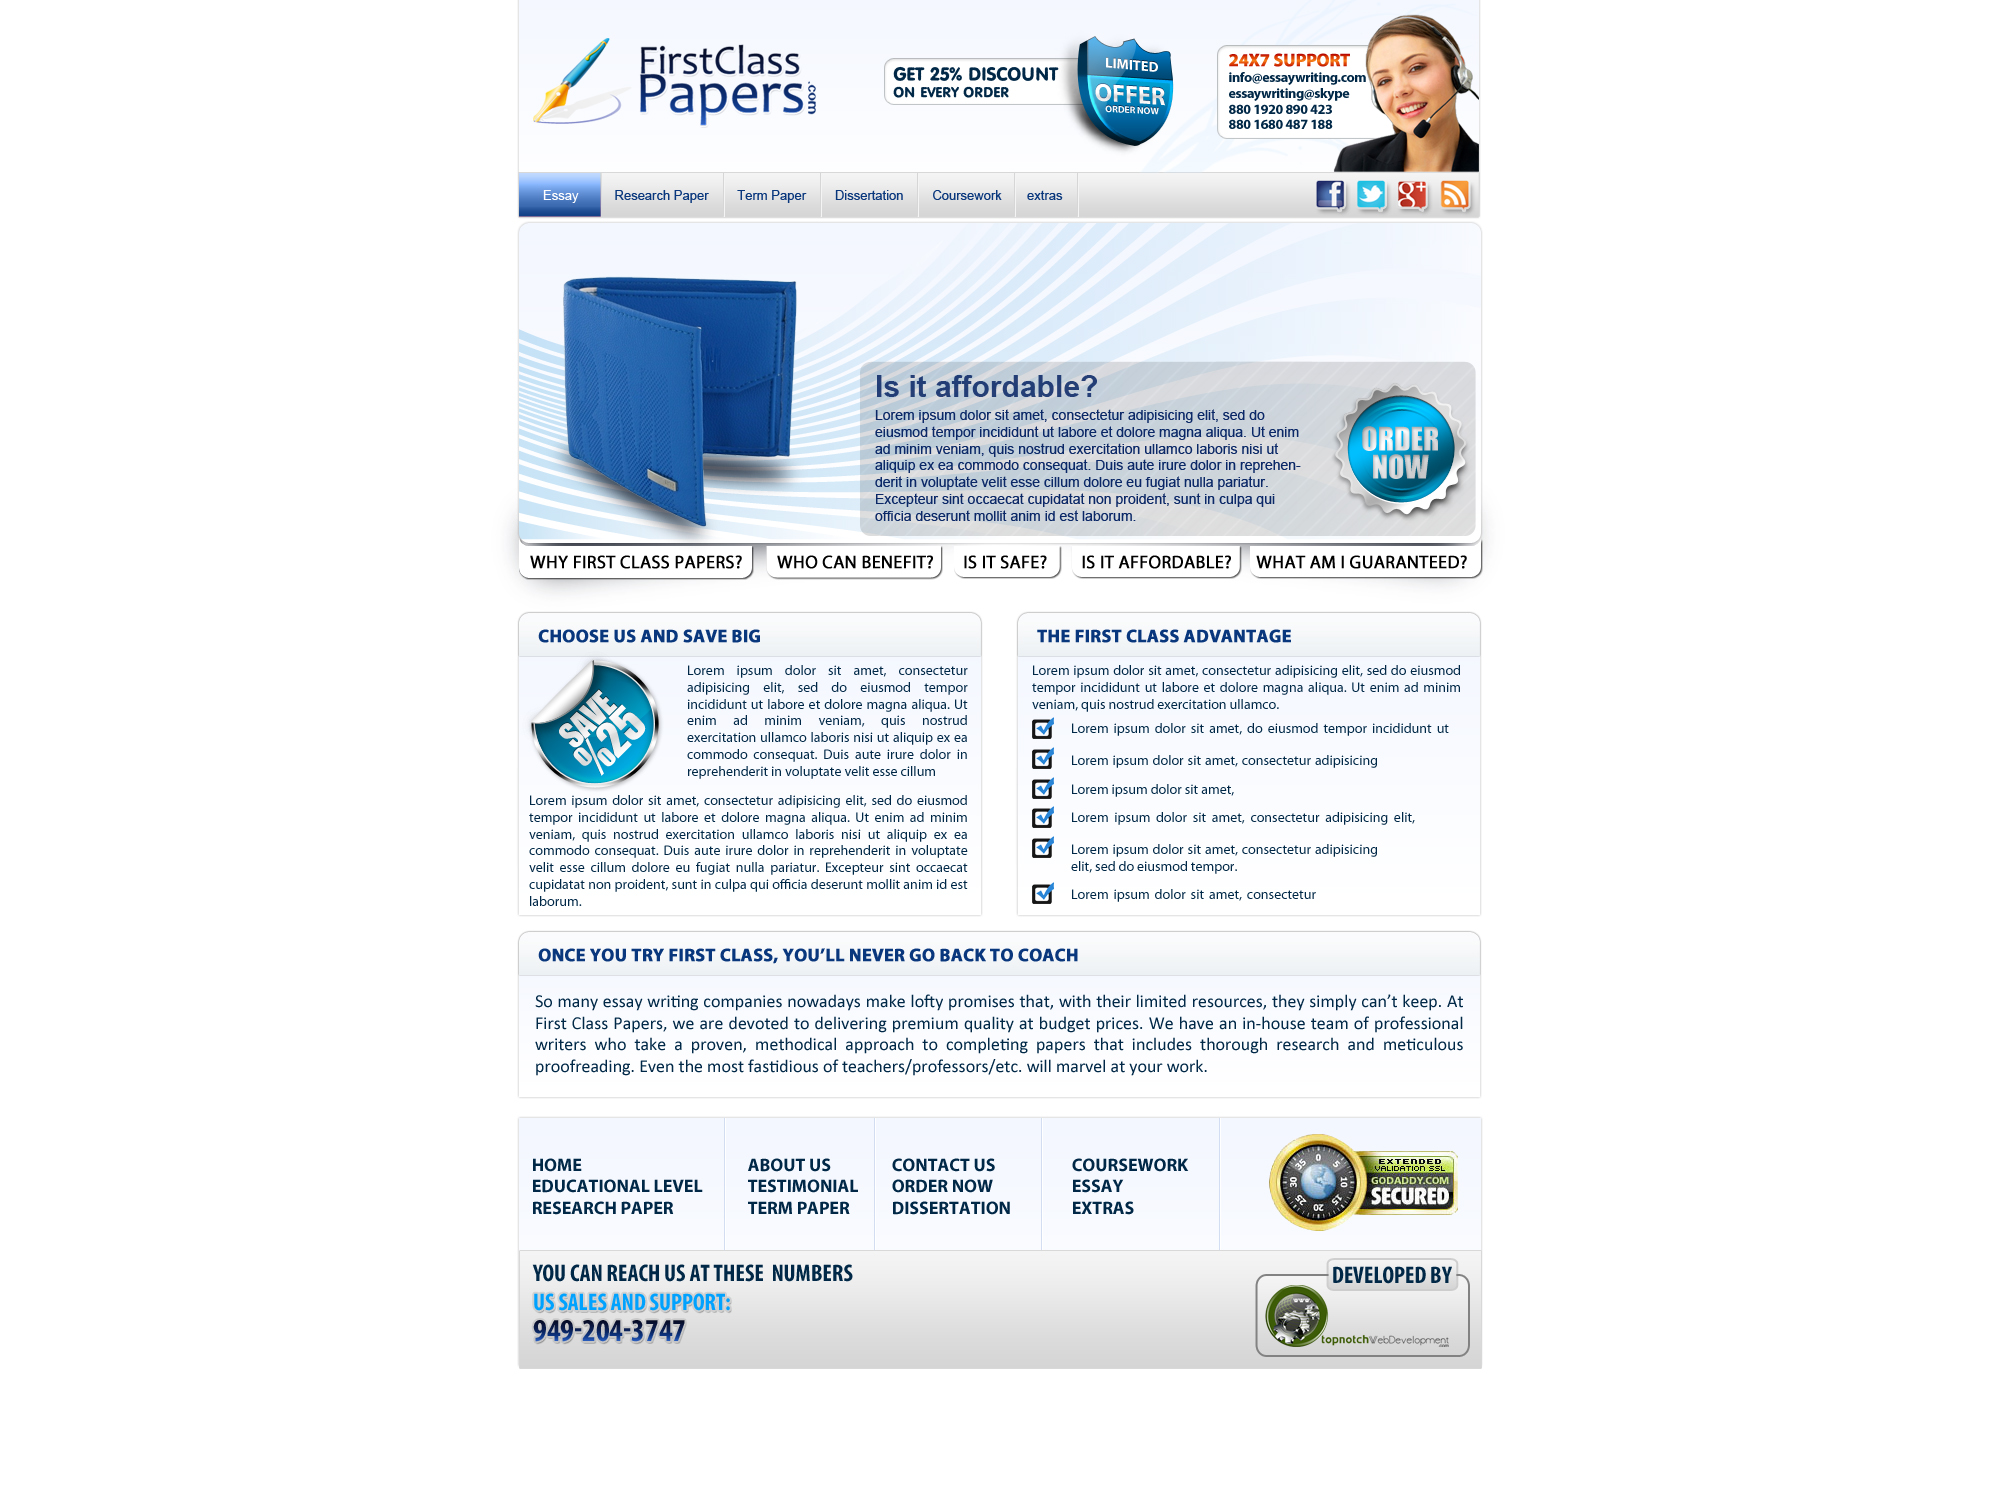 FirstClass
Papers.com
GET 25% DISCOUNT
ON EVERY ORDER
LIMITED
OFFER
ORDER NOW
24X7 SUPPORT
info@essaywriting.com
essaywriting@skype
880 1920 890 423
880 1680 487 188
Essay
Research Paper
Term Paper
Dissertation
Coursework
extras
Is it affordable?
Lorem ipsum dolor sit amet, consectetur adipisicing elit, sed do
eiusmod tempor incididunt ut labore et dolore magna aliqua. Ut enim
ad minim veniam, quis nostrud exercitation ullamco laboris nisi ut
aliquip ex ea commodo consequat. Duis aute irure dolor in reprehen-
derit in voluptate velit esse cillum dolore eu fugiat nulla pariatur.
Excepteur sint occaecat cupidatat non proident, sunt in culpa qui
officia deserunt mollit anim id est laborum.
ORDER
NOW
WHY FIRST CLASS PAPERS?
WHO CAN BENEFIT?
IS IT SAFE?
IS IT AFFORDABLE?
WHAT AM I GUARANTEED?
CHOOSE US AND SAVE BIG
SAVE
%25
Lorem ipsum dolor sit amet, consectetur
adipisicing elit, sed do eiusmod tempor
incididunt ut labore et dolore magna aliqua. Ut
enim ad minim veniam, quis nostrud
exercitation ullamco laboris nisi ut aliquip ex ea
commodo consequat. Duis aute irure dolor in
reprehenderit in voluptate velit esse cillum
Lorem ipsum dolor sit amet, consectetur adipisicing elit, sed do eiusmod
tempor incididunt ut labore et dolore magna aliqua. Ut enim ad minim
veniam, quis nostrud exercitation ullamco laboris nisi ut aliquip ex ea
commodo consequat. Duis aute irure dolor in reprehenderit in voluptate
velit esse cillum dolore eu fugiat nulla pariatur. Excepteur sint occaecat
cupidatat non proident, sunt in culpa qui officia deserunt mollit anim id est
laborum.
THE FIRST CLASS ADVANTAGE
Lorem ipsum dolor sit amet, consectetur adipisicing elit, sed do eiusmod
tempor incididunt ut labore et dolore magna aliqua. Ut enim ad minim
veniam, quis nostrud exercitation ullamco.
Lorem ipsum dolor sit amet, do eiusmod tempor incididunt ut
Lorem ipsum dolor sit amet, consectetur adipisicing
Lorem ipsum dolor sit amet,
Lorem ipsum dolor sit amet, consectetur adipisicing elit,
Lorem ipsum dolor sit amet, consectetur adipisicing
elit, sed do eiusmod tempor.
Lorem ipsum dolor sit amet, consectetur
ONCE YOU TRY FIRST CLASS, YOU'LL NEVER GO BACK TO COACH
So many essay writing companies nowadays make lofty promises that, with their limited resources, they simply can't keep. At
First Class Papers, we are devoted to delivering premium quality at budget prices. We have an in-house team of professional
writers who take a proven, methodical approach to completing papers that includes thorough research and meticulous
proofreading. Even the most fastidious of teachers/professors/etc. will marvel at your work.
HOME
EDUCATIONAL LEVEL
RESEARCH PAPER
ABOUT US
TESTIMONIAL
TERM PAPER
CONTACT US
ORDER NOW
DISSERTATION
COURSEWORK
ESSAY
EXTRAS
0 5 10 15 20 25 30 35
EXTENDED
VALIDATION SSL
GODADDY.COM
SECURED
YOU CAN REACH US AT THESE NUMBERS
US SALES AND SUPPORT:
949-204-3747
DEVELOPED BY
topnotchWebDevelopment
.com